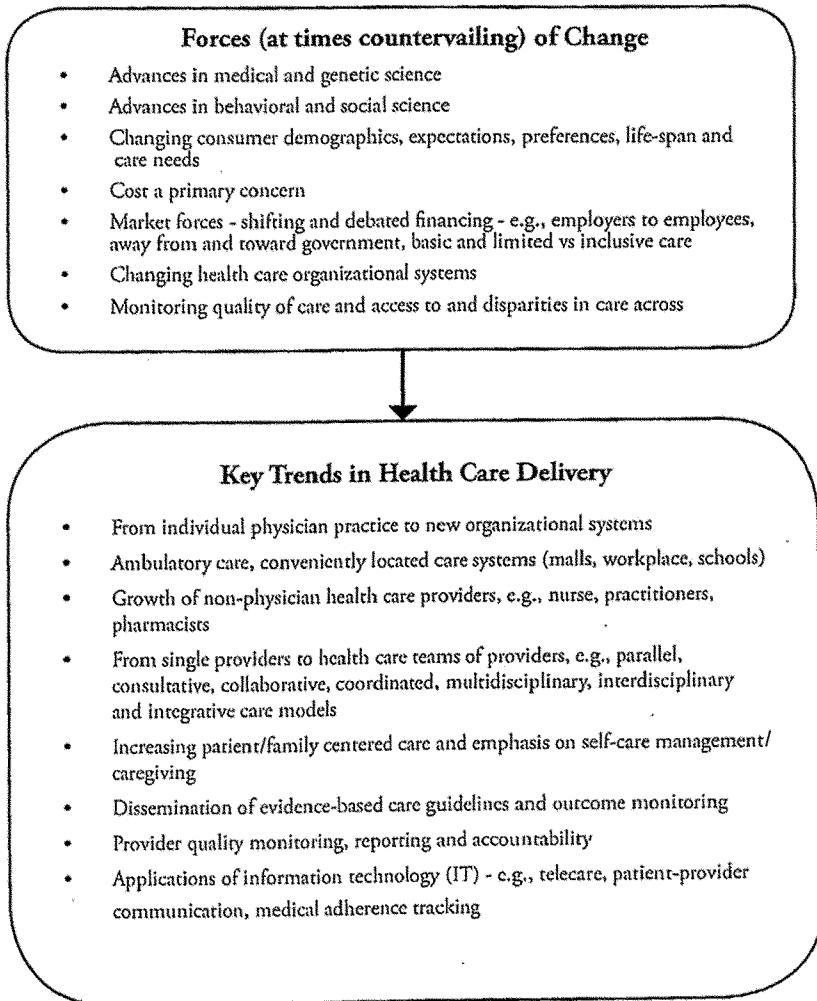 Forces (at times countervailing) of Change
• Advances in medical and genetic science
• Advances in behavioral and social science
• Changing consumer demographics, expectations, preferences, life-span and
care needs
• Cost a primary concern
• Market forces - shifting and debated financing - e.g., employers to employees,
away from and toward government, basic and limited vs inclusive care
• Changing health care organizational systems
• Monitoring quality of care and access to and disparities in care across
Key Trends in Health Care Delivery
• From individual physician practice to new organizational systems
• Ambulatory care, conveniently located care systems (malls, workplace, schools)
• Growth of non-physician health care providers, e.g., nurse, practitioners,
pharmacists
• From single providers to health care teams of providers, e.g., parallel,
consultative, collaborative, coordinated, multidisciplinary, interdisciplinary
and integrative care models
• Increasing patient/family centered care and emphasis on self-care management/
caregiving
• Dissemination of evidence-based care guidelines and outcome monitoring
• Provider quality monitoring, reporting and accountability
• Applications of information technology (IT) - e.g., telecare, patient-provider
communication, medical adherence tracking